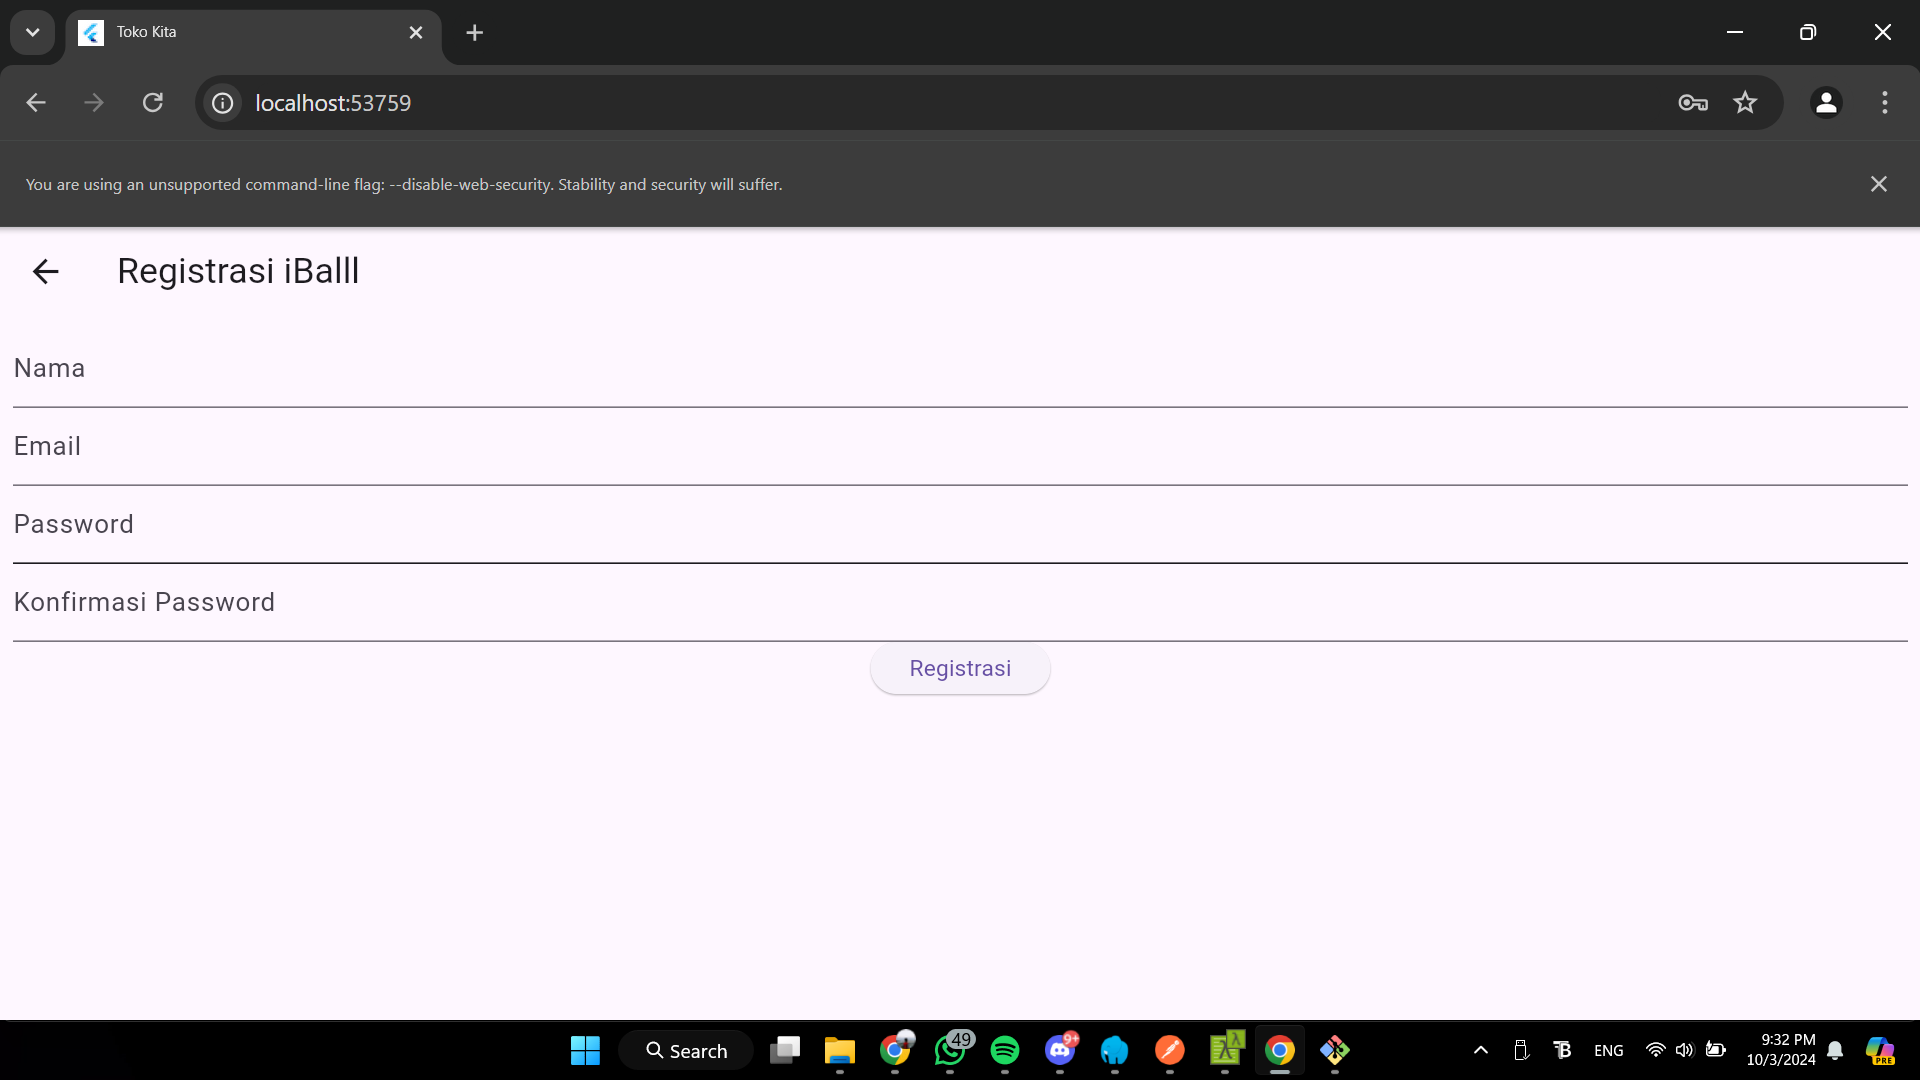 Toko Kita
localhost:53759
You are using an unsupported command-line flag: --disable-web-security. Stability and security will suffer.
Registrasi iBalll
Nama
Email
Password
Konfirmasi Password
Registrasi
Search
49
9+
ENG
9:32 PM
10/3/2024
PRE